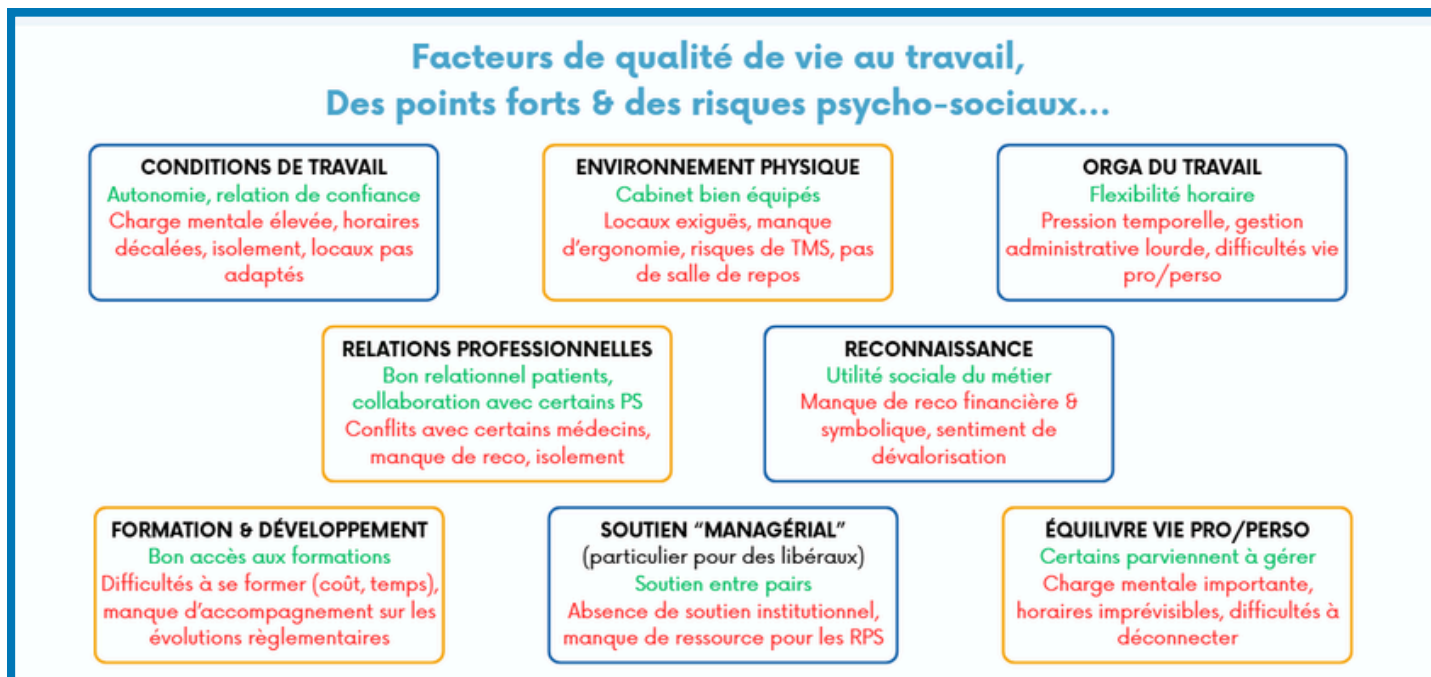 Facteurs de qualité de vie au travail,
Des points forts & des risques psycho-sociaux...
CONDITIONS DE TRAVAIL
Autonomie, relation de confiance
Charge mentale élevée, horaires
décalées, isolement, locaux pas
adaptés
ENVIRONNEMENT PHYSIQUE
Cabinet bien équipés
Locaux exiguës, manque
d'ergonomie, risques de TMS, pas
de salle de repos
ORGA DU TRAVAIL
Flexibilité horaire
Pression temporelle, gestion
administrative lourde, difficultés vie
pro/perso
RELATIONS PROFESSIONNELLES
Bon relationnel patients,
collaboration avec certains PS
Conflits avec certains médecins,
manque de reco, isolement
RECONNAISSANCE
Utilité sociale du métier
Manque de reco financière &
symbolique, sentiment de
dévalorisation
FORMATION & DÉVELOPPEMENT
Bon accès aux formations
Difficultés à se former (coût, temps),
manque d'accompagnement sur les
évolutions règlementaires
SOUTIEN "MANAGÉRIAL"
(particulier pour des libéraux)
Soutien entre pairs
Absence de soutien institutionnel,
manque de ressource pour les RPS
ÉQUILIVRE VIE PRO/PERSO
Certains parviennent à gérer
Charge mentale importante,
horaires imprévisibles, difficultés à
déconnecter